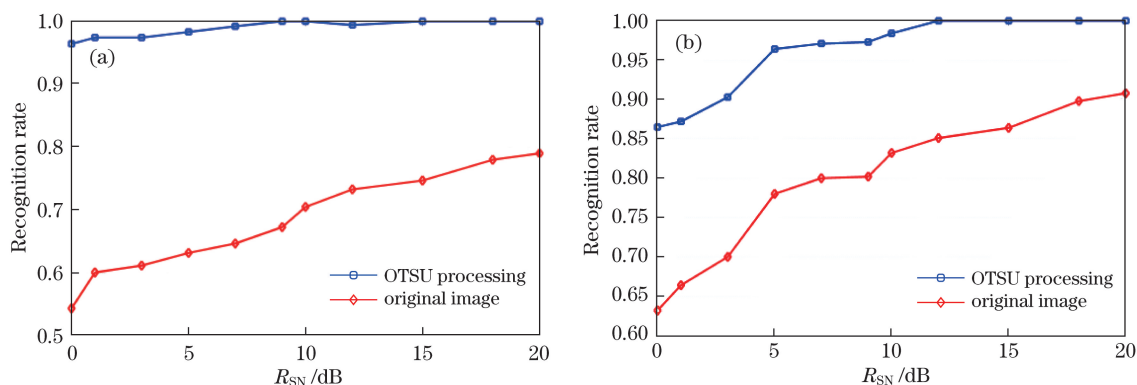 (a)
Recognition rate
1.0
0.9
0.8
0.7
0.6
0.5
OTSU processing
original image
0 5 10 15 20
R_SN /dB
(b)
Recognition rate
1.00
0.95
0.90
0.85
0.80
0.75
0.70
0.65
0.60
OTSU processing
original image
0 5 10 15 20
R_SN /dB